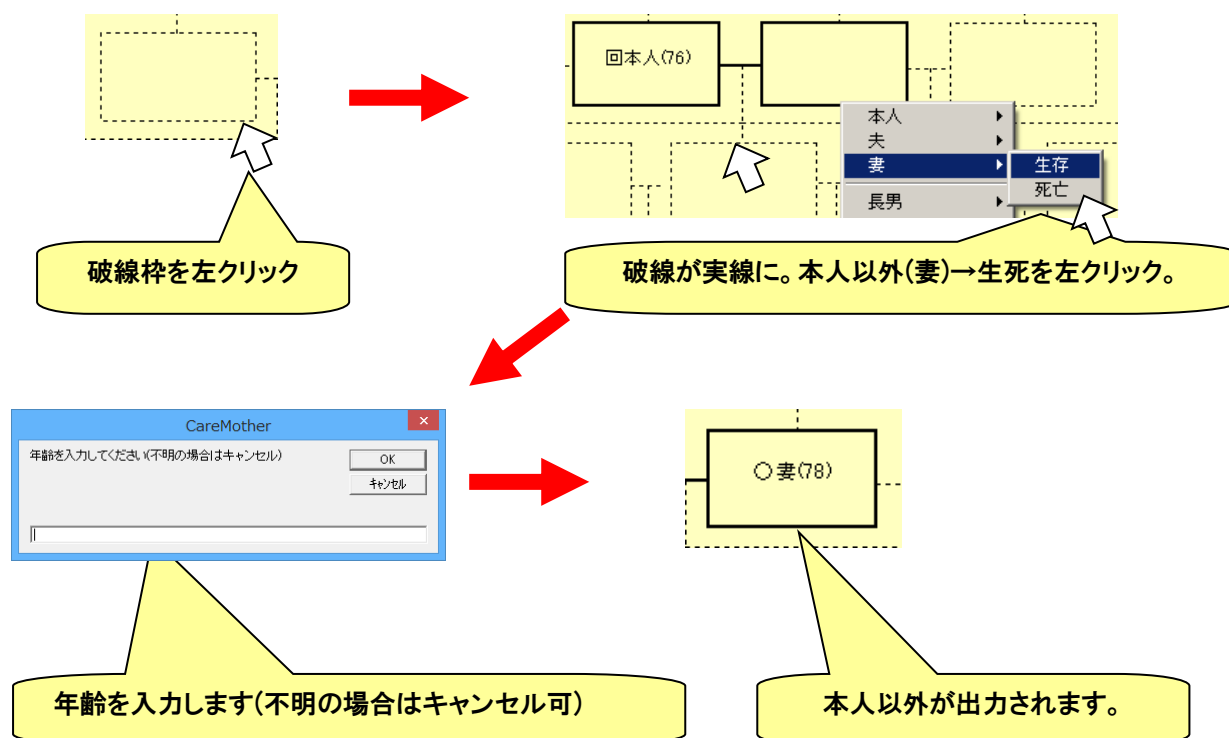 回本人(76)
本人
夫
妻
生存
死亡
長男
破線枠を左クリック
破線が実線に。本人以外(妻)→生死を左クリック。
CareMother
年齢を入力してください(不明の場合はキャンセル)
OK
キャンセル
〇妻(78)
年齢を入力します(不明の場合はキャンセル可)
本人以外が出力されます。